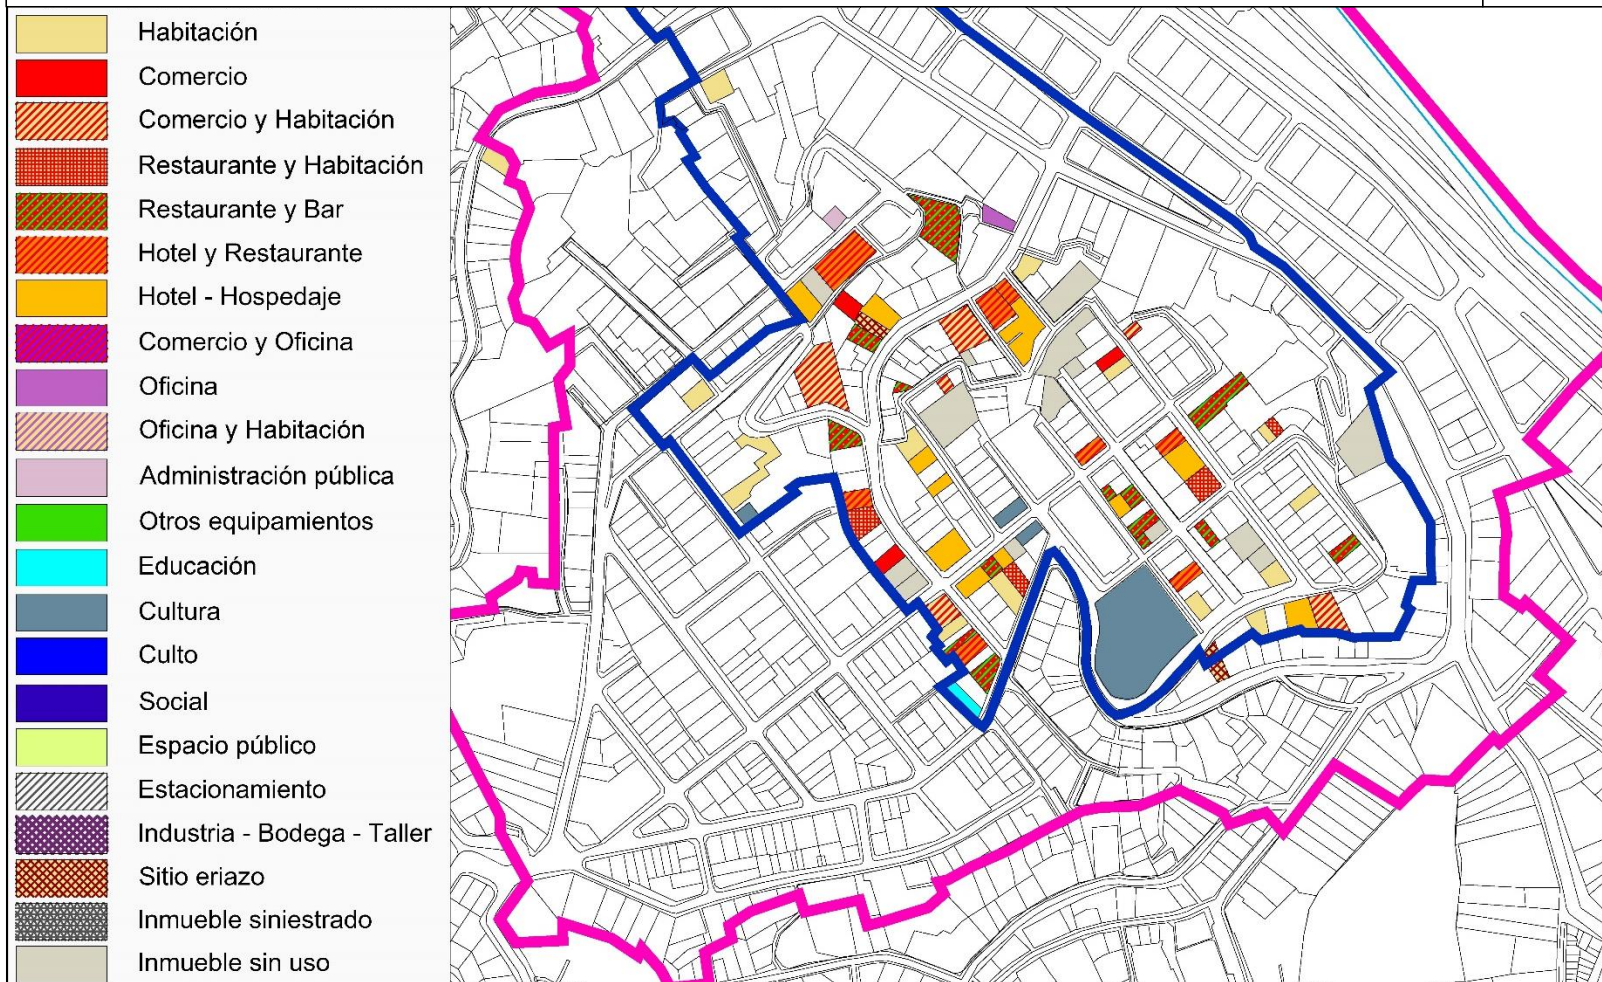 Habitación
Comercio
Comercio y Habitación
Restaurante y Habitación
Restaurante y Bar
Hotel y Restaurante
Hotel - Hospedaje
Comercio y Oficina
Oficina
Oficina y Habitación
Administración pública
Otros equipamientos
Educación
Cultura
Culto
Social
Espacio público
Estacionamiento
Industria - Bodega - Taller
Sitio eriazo
Inmueble siniestrado
Inmueble sin uso